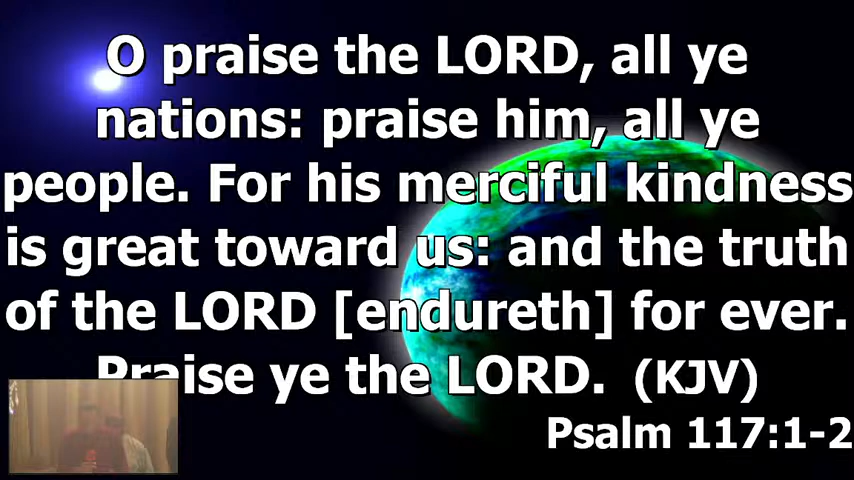 O praise the LORD, all ye
nations: praise him, all ye
people. For his merciful kindness
is great toward us: and the truth
of the LORD [endureth] for ever.
Praise ye the LORD. (KJV)
Psalm 117:1-2